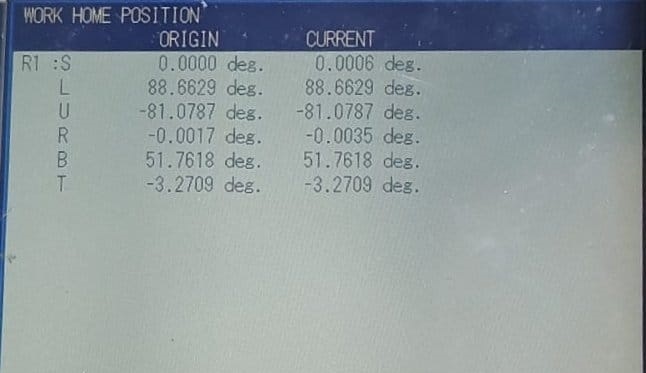 WORK HOME POSITION
ORIGIN CURRENT
R1 :S 0.0000 deg. 0.0006 deg.
L 88.6629 deg. 88.6629 deg.
U -81.0787 deg. -81.0787 deg.
R -0.0017 deg. -0.0035 deg.
B 51.7618 deg. 51.7618 deg.
T -3.2709 deg. -3.2709 deg.